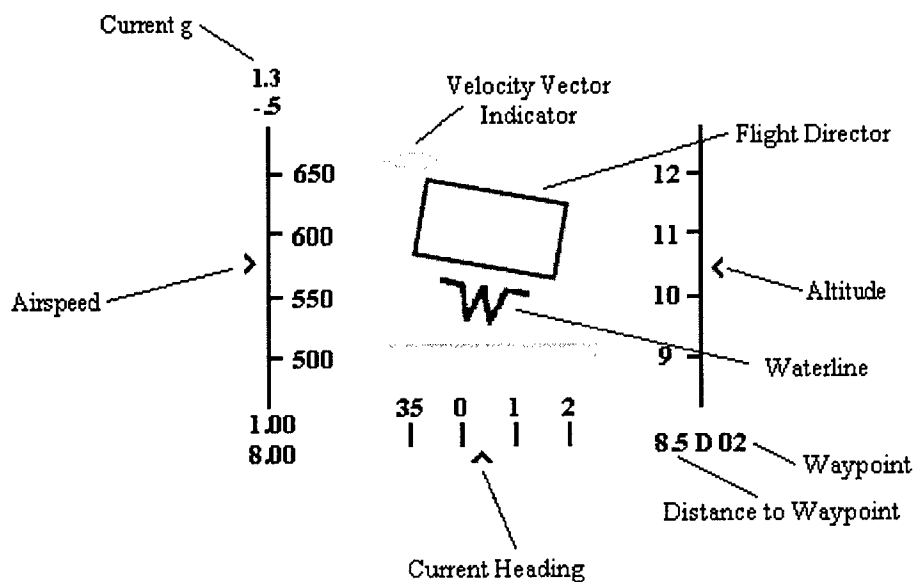 Current g
1.3
-.5
Velocity Vector
Indicator
Flight Director
650
12
600
11
Airspeed
550
10
Altitude
500
9
Waterline
1.00
8.00
35 0 1 2
8.5 D 02
Waypoint
Distance to Waypoint
Current Heading